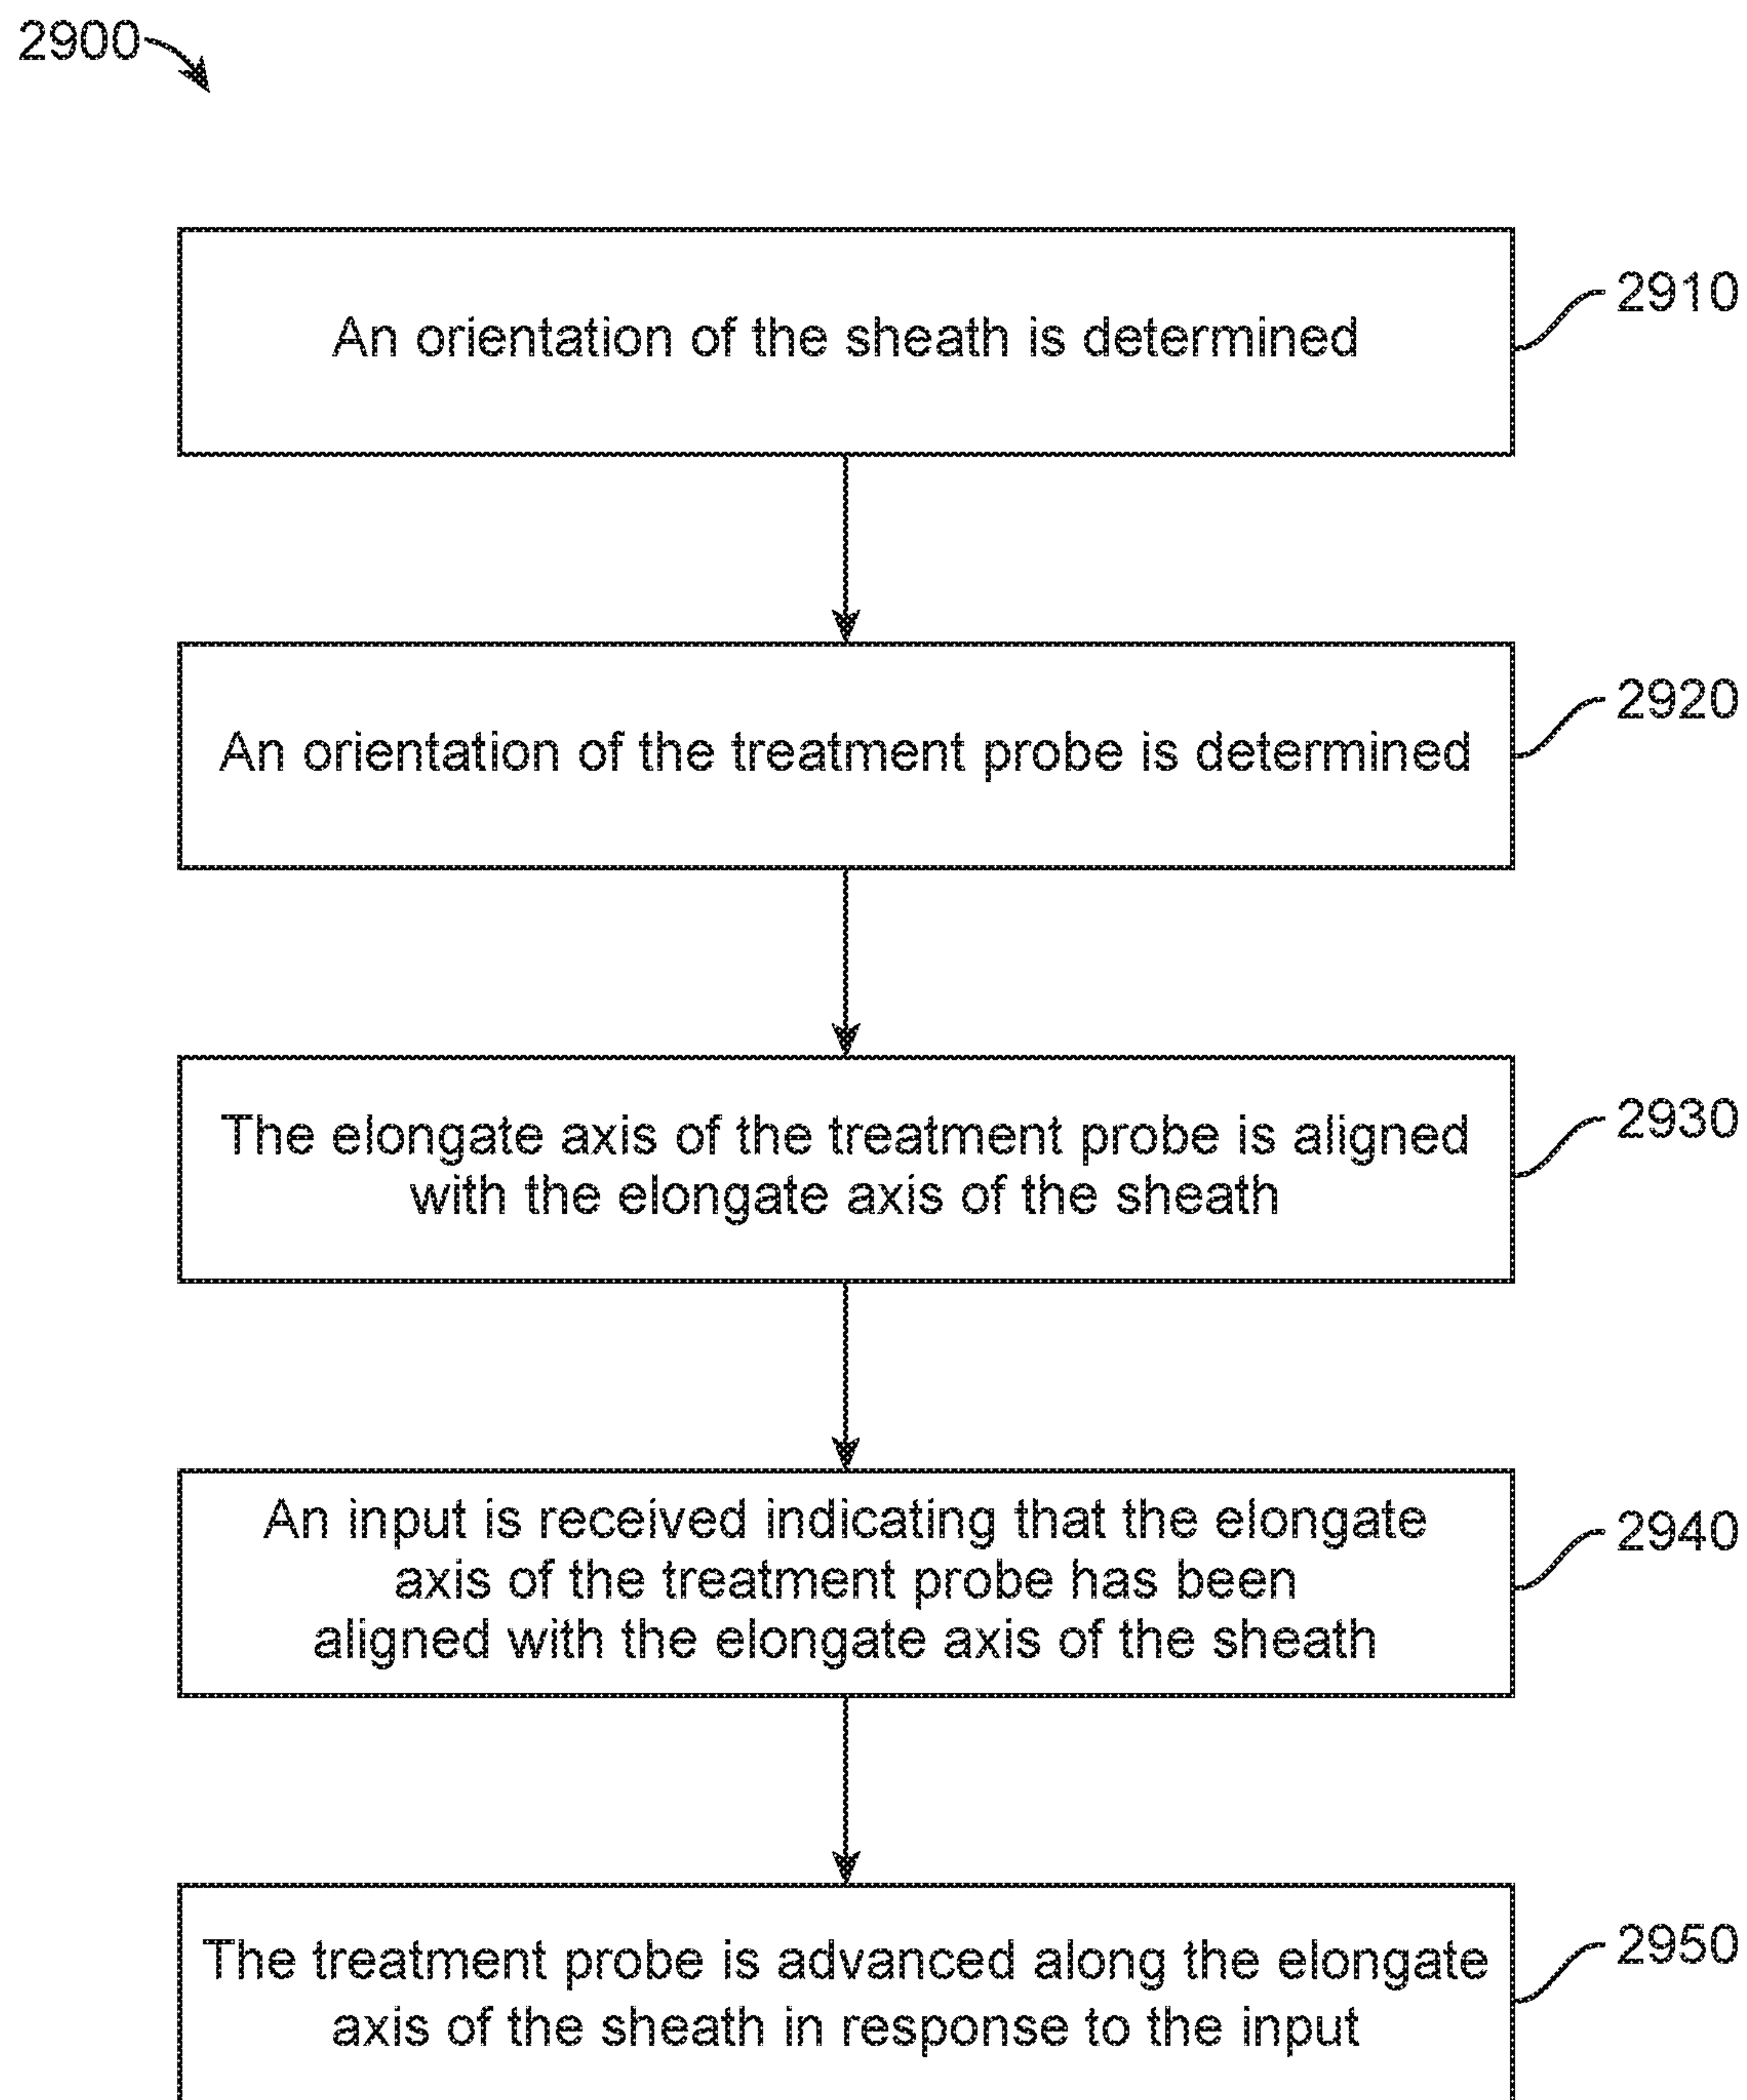 2900
An orientation of the sheath is determined
2910
An orientation of the treatment probe is determined
2920
The elongate axis of the treatment probe is aligned
with the elongate axis of the sheath
2930
An input is received indicating that the elongate
axis of the treatment probe has been
aligned with the elongate axis of the sheath
2940
The treatment probe is advanced along the elongate
axis of the sheath in response to the input
2950